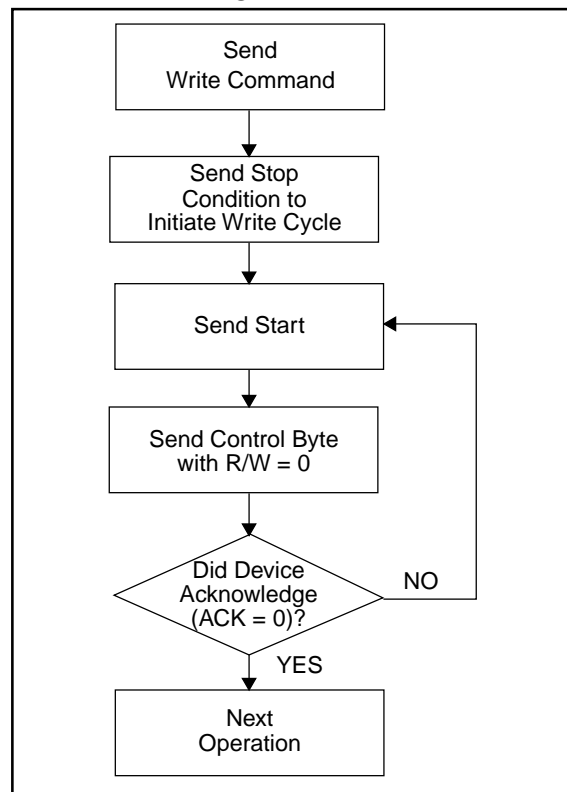 Send
Write Command
Send Stop
Condition to
Initiate Write Cycle
Send Start
Send Control Byte
with R/W = 0
Did Device
Acknowledge
(ACK = 0)?
NO
YES
Next
Operation